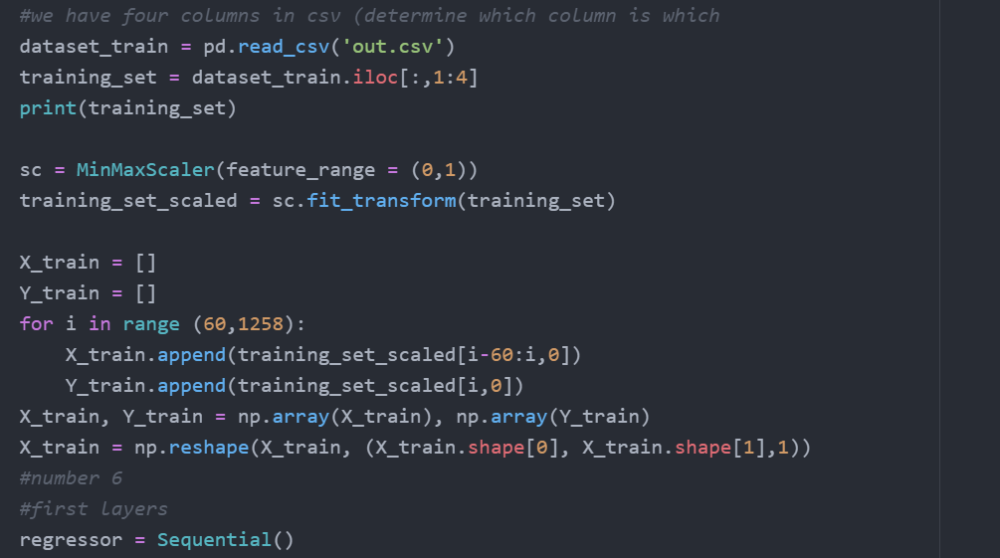 #we have four columns in csv (determine which column is which
dataset_train = pd.read_csv('out.csv')
training_set = dataset_train.iloc[:,1:4]
print(training_set)

sc = MinMaxScaler(feature_range = (0,1))
training_set_scaled = sc.fit_transform(training_set)

X_train = []
Y_train = []
for i in range (60,1258):
    X_train.append(training_set_scaled[i-60:i,0])
    Y_train.append(training_set_scaled[i,0])
X_train, Y_train = np.array(X_train), np.array(Y_train)
X_train = np.reshape(X_train, (X_train.shape[0], X_train.shape[1],1))
#number 6
#first layers
regressor = Sequential()